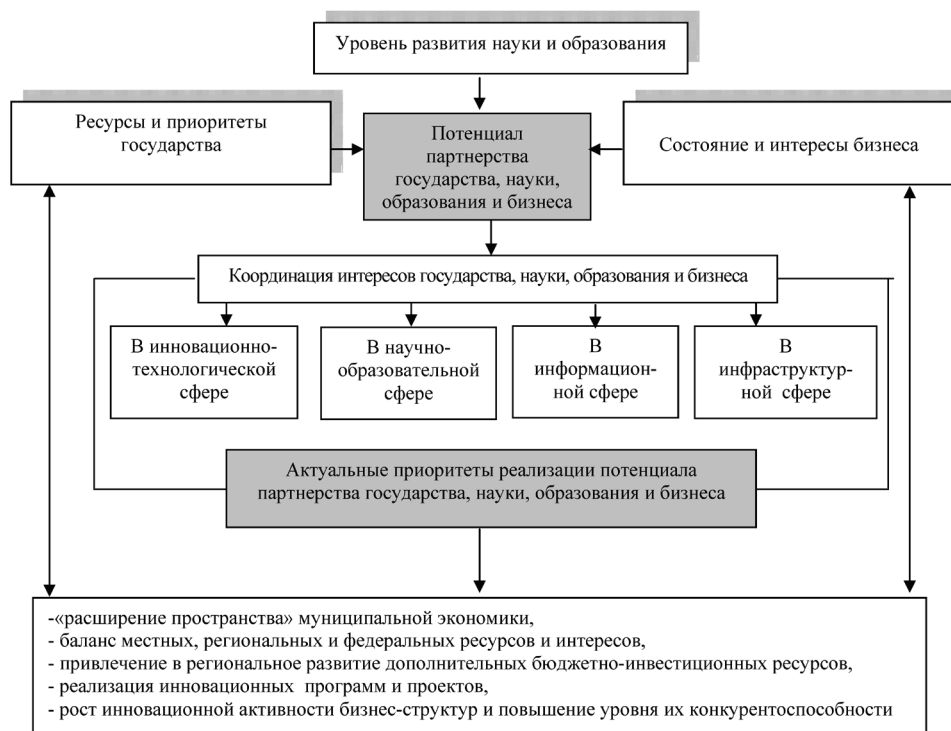 Уровень развития науки и образования
Ресурсы и приоритеты
государства
Потенциал
партнерства
государства, науки,
образования и бизнеса
Состояние и интересы бизнеса
Координация интересов государства, науки, образования и бизнеса
В инновационно-
технологической
сфере
В научно-
образовательной
сфере
В
информацион-
ной сфере
В
инфраструктур-
ной сфере
Актуальные приоритеты реализации потенциала
партнерства государства, науки, образования и бизнеса
-«расширение пространства» муниципальной экономики,
- баланс местных, региональных и федеральных ресурсов и интересов,
- привлечение в региональное развитие дополнительных бюджетно-инвестиционных ресурсов,
- реализация инновационных программ и проектов,
- рост инновационной активности бизнес-структур и повышение уровня их конкурентоспособности